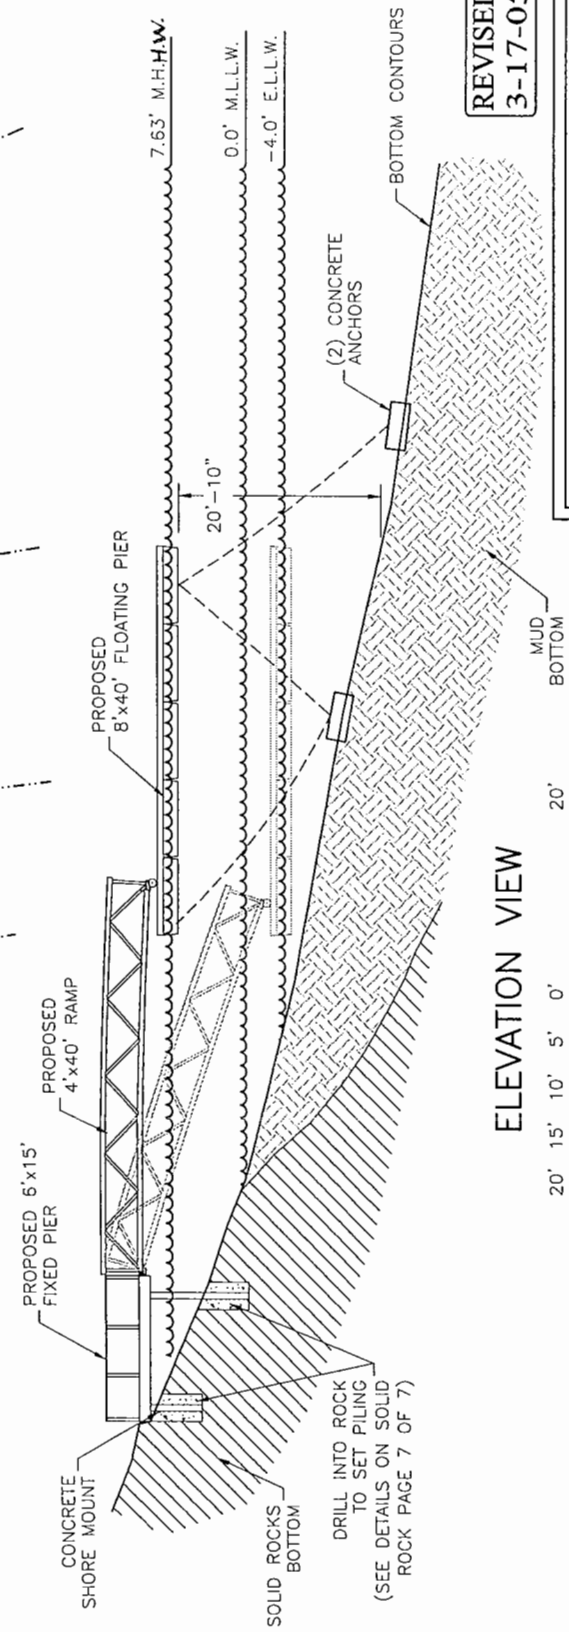 CONCRETE
SHORE MOUNT
PROPOSED 6'x15'
FIXED PIER
PROPOSED
4'x40' RAMP
PROPOSED
8'x40' FLOATING PIER
7.63' M.H.H.W.
0.0' M.L.L.W.
-4.0' E.L.L.W.
20'-10"
(2) CONCRETE
ANCHORS
BOTTOM CONTOURS
SOLID ROCKS
BOTTOM
DRILL INTO ROCK
TO SET PILING
(SEE DETAILS ON SOLID
ROCK PAGE 7 OF 7)
MUD
BOTTOM
ELEVATION VIEW
20' 15' 10' 5' 0' 20'
REVISED